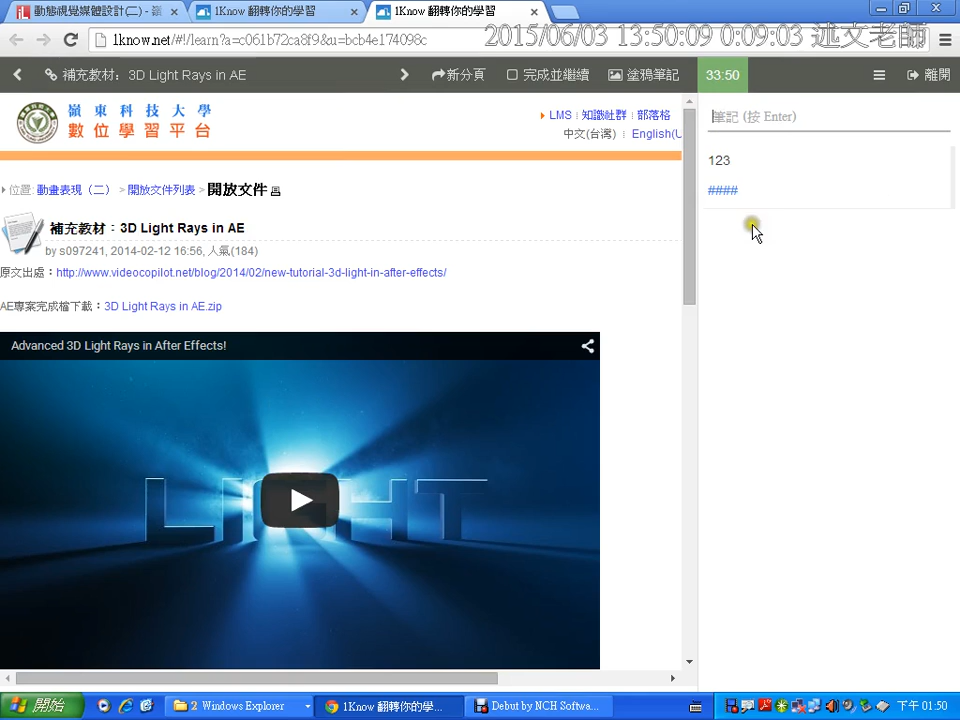 動態視覺媒體設計(二) - 嶺
1Know 翻轉你的學習
1Know 翻轉你的學習
1know.net/#!/learn?a=c061b72ca8f9&u=bcb4e174098c
2015/06/03 13:50:09 0:09:03 述文老師
補充教材：3D Light Rays in AE
新分頁
完成並繼續
塗鴉筆記
33:50
離開
嶺東科技大學
數位學習平台
LMS | 知識社群 | 部落格
中文(台灣) | English(U
筆記 (按 Enter)
123
####
位置: 動畫表現（二） > 開放文件列表 > 開放文件
補充教材：3D Light Rays in AE
by s097241, 2014-02-12 16:56, 人氣(184)
原文出處：http://www.videocopilot.net/blog/2014/02/new-tutorial-3d-light-in-after-effects/
AE專案完成檔下載：3D Light Rays in AE.zip
Advanced 3D Light Rays in After Effects!
LIGHT
開始
2 Windows Explorer
1Know 翻轉你的學...
Debut by NCH Softwa...
下午 01:50